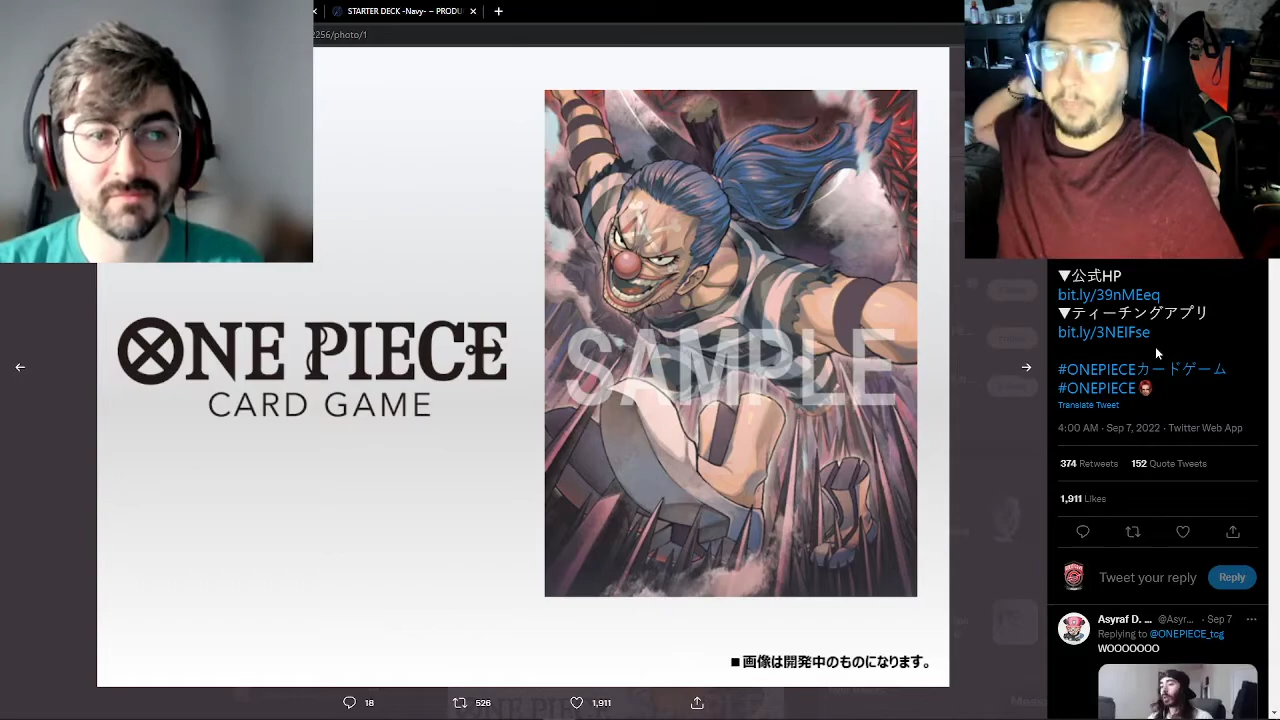 STARTER DECK -Navy- – PRODU
2256/photo/1
ONE PIECE
CARD GAME
SAMPLE
■画像は開発中のものになります。
18
526
1,911
▼公式HP
bit.ly/39nMEeq
▼ティーチングアプリ
bit.ly/3NEIFse
#ONEPIECEカードゲーム
#ONEPIECE
Translate Tweet
4:00 AM · Sep 7, 2022 · Twitter Web App
374 Retweets 152 Quote Tweets
1,911 Likes
Tweet your reply
Reply
Asyraf D. ... @Asyr... · Sep 7
Replying to @ONEPIECE_tcg
WOOOOOOO